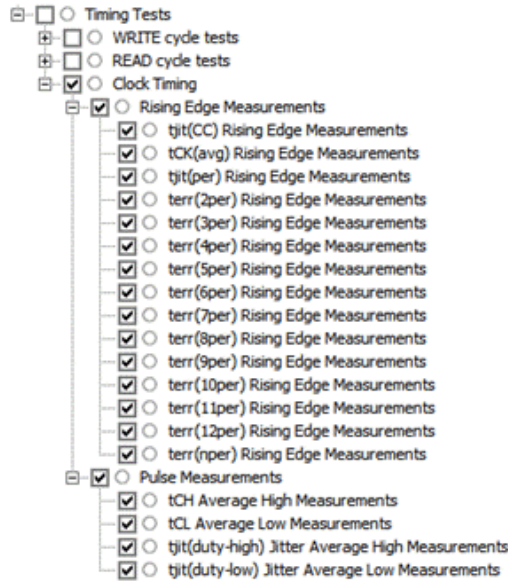 Timing Tests
WRITE cycle tests
READ cycle tests
Clock Timing
Rising Edge Measurements
tjit(CC) Rising Edge Measurements
tCK(avg) Rising Edge Measurements
tjit(per) Rising Edge Measurements
terr(2per) Rising Edge Measurements
terr(3per) Rising Edge Measurements
terr(4per) Rising Edge Measurements
terr(5per) Rising Edge Measurements
terr(6per) Rising Edge Measurements
terr(7per) Rising Edge Measurements
terr(8per) Rising Edge Measurements
terr(9per) Rising Edge Measurements
terr(10per) Rising Edge Measurements
terr(11per) Rising Edge Measurements
terr(12per) Rising Edge Measurements
terr(nper) Rising Edge Measurements
Pulse Measurements
tCH Average High Measurements
tCL Average Low Measurements
tjit(duty-high) Jitter Average High Measurements
tjit(duty-low) Jitter Average Low Measurements